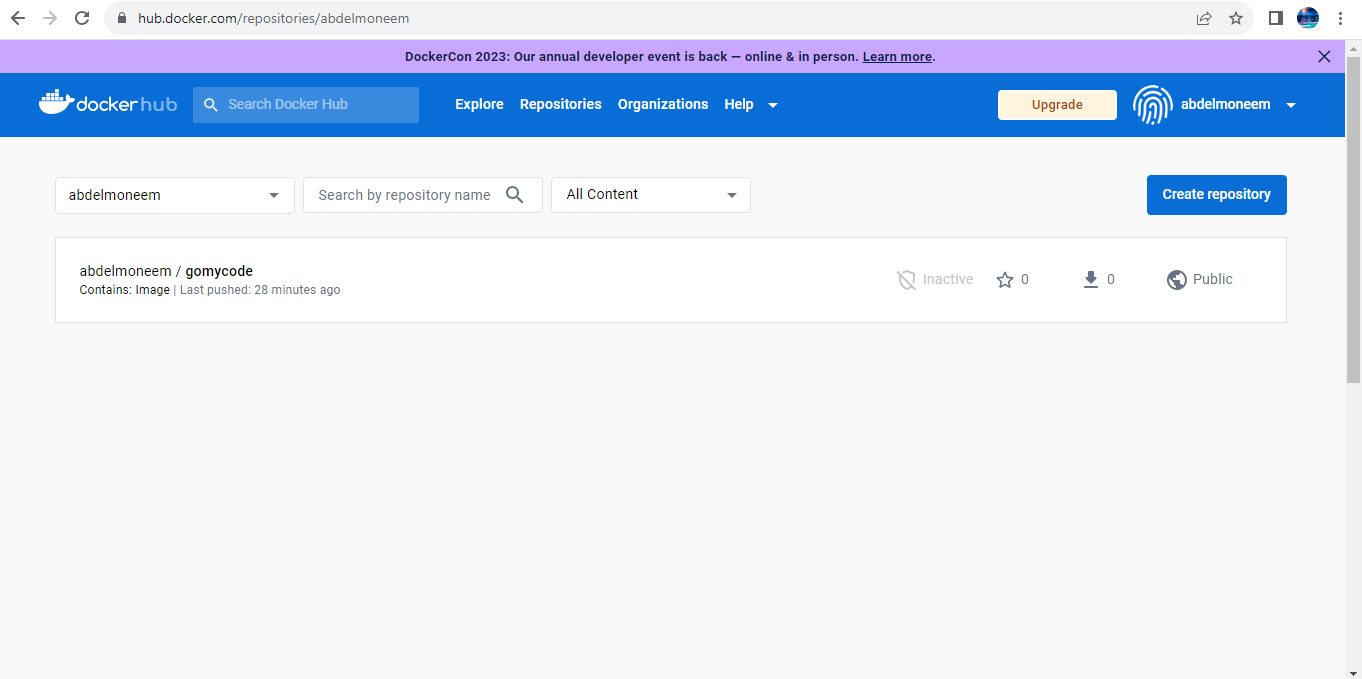 hub.docker.com/repositories/abdelmoneem
DockerCon 2023: Our annual developer event is back — online & in person. Learn more.
dockerhub Search Docker Hub Explore Repositories Organizations Help Upgrade abdelmoneem
abdelmoneem Search by repository name All Content Create repository
abdelmoneem / gomycode
Contains: Image | Last pushed: 28 minutes ago
Inactive 0 0 Public